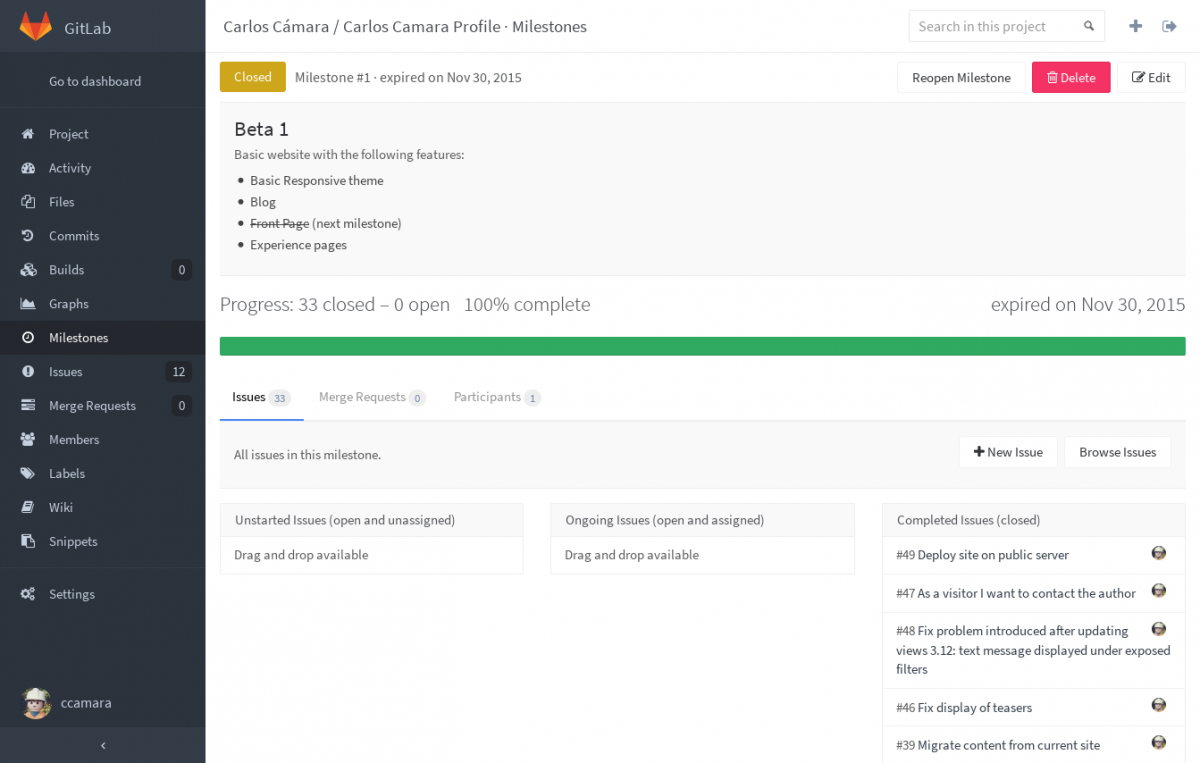 GitLab
Go to dashboard
Project
Activity
Files
Commits
Builds 0
Graphs
Milestones
Issues 12
Merge Requests 0
Members
Labels
Wiki
Snippets
Settings
ccamara
Carlos Cámara / Carlos Camara Profile · Milestones
Search in this project
Closed Milestone #1 · expired on Nov 30, 2015
Reopen Milestone Delete Edit
Beta 1
Basic website with the following features:
Basic Responsive theme
Blog
Front Page (next milestone)
Experience pages
Progress: 33 closed – 0 open 100% complete
expired on Nov 30, 2015
Issues 33 Merge Requests 0 Participants 1
All issues in this milestone.
New Issue Browse Issues
Unstarted Issues (open and unassigned)
Drag and drop available
Ongoing Issues (open and assigned)
Drag and drop available
Completed Issues (closed)
#49 Deploy site on public server
#47 As a visitor I want to contact the author
#48 Fix problem introduced after updating
views 3.12: text message displayed under exposed
filters
#46 Fix display of teasers
#39 Migrate content from current site